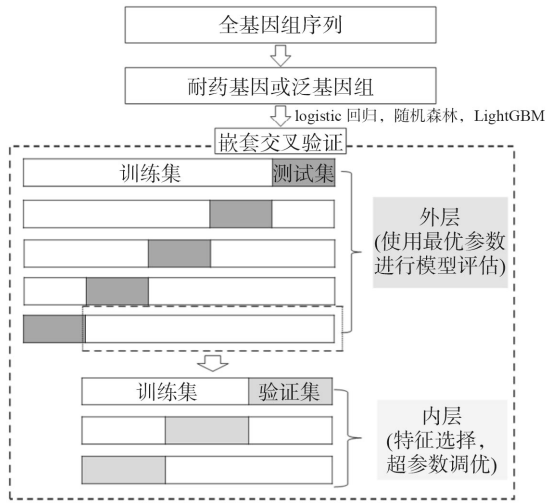 全基因组序列
耐药基因或泛基因组
logistic 回归，随机森林，LightGBM
嵌套交叉验证
训练集
测试集
外层
(使用最优参数
进行模型评估)
训练集
验证集
内层
(特征选择，
超参数调优)